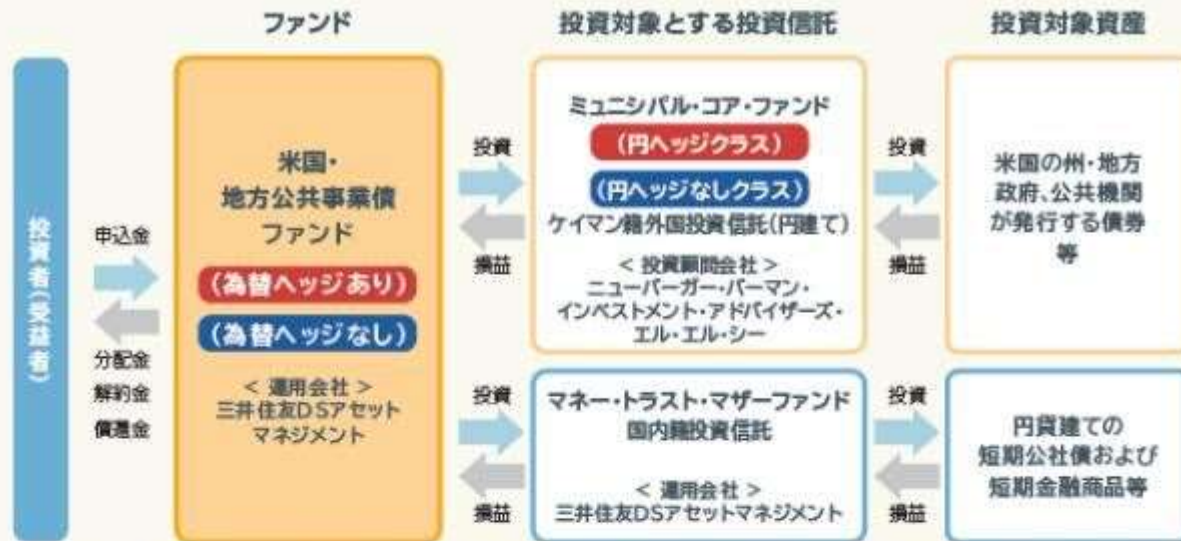 ファンド
投資対象とする投資信託
投資対象資産
投資者(受益者)
申込金
分配金
解約金
償還金
米国・
地方公共事業債
ファンド
(為替ヘッジあり)
(為替ヘッジなし)
＜運用会社＞
三井住友DSアセット
マネジメント
投資
損益
ミュニシパル・コア・ファンド
(円ヘッジクラス)
(円ヘッジなしクラス)
ケイマン籍外国投資信託(円建て)
＜投資顧問会社＞
ニューバーガー・バーマン・
インベストメント・アドバイザーズ・
エル・エル・シー
投資
損益
米国の州・地方
政府、公共機関
が発行する債券
等
投資
損益
マネー・トラスト・マザーファンド
国内籍投資信託
＜運用会社＞
三井住友DSアセットマネジメント
投資
損益
円貨建ての
短期公社債および
短期金融商品等